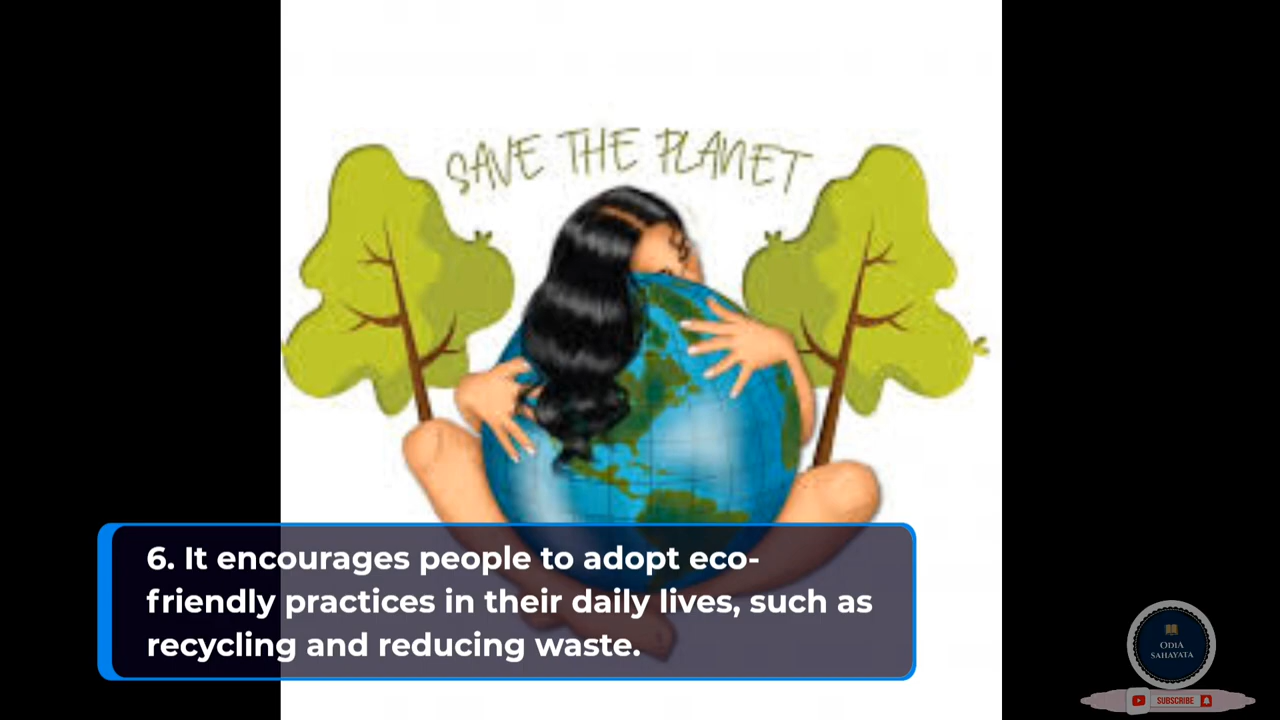 SAVE THE PLANET
6. It encourages people to adopt eco-
friendly practices in their daily lives, such as
recycling and reducing waste.
ODIA
SAHAYATA
SUBSCRIBE